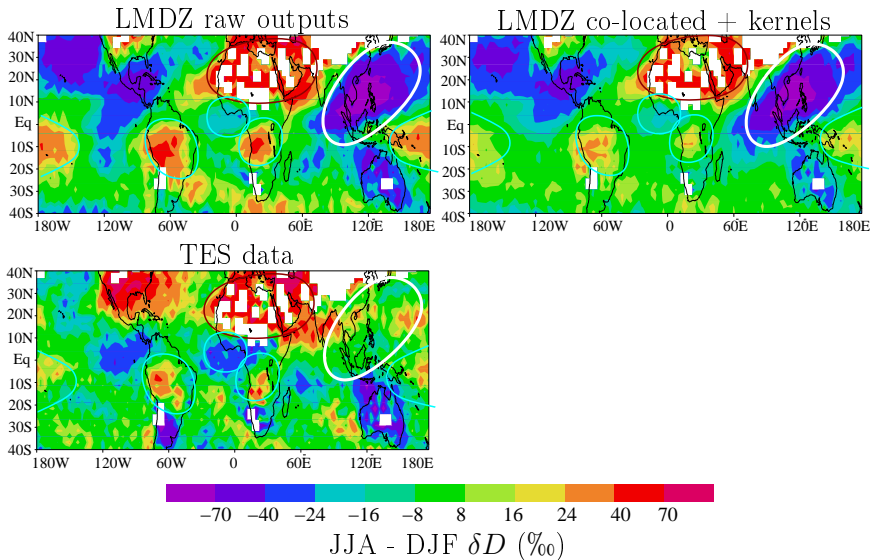 LMDZ raw outputs
LMDZ co-located + kernels
40N
30N
20N
10N
Eq
10S
20S
30S
40S
180W 120W 60W 0 60E 120E 180E
40N
30N
20N
10N
Eq
10S
20S
30S
40S
180W 120W 60W 0 60E 120E 180E
TES data
40N
30N
20N
10N
Eq
10S
20S
30S
40S
180W 120W 60W 0 60E 120E 180E
−70 −40 −24 −16 −8 8 16 24 40 70
JJA - DJF δD (‰)